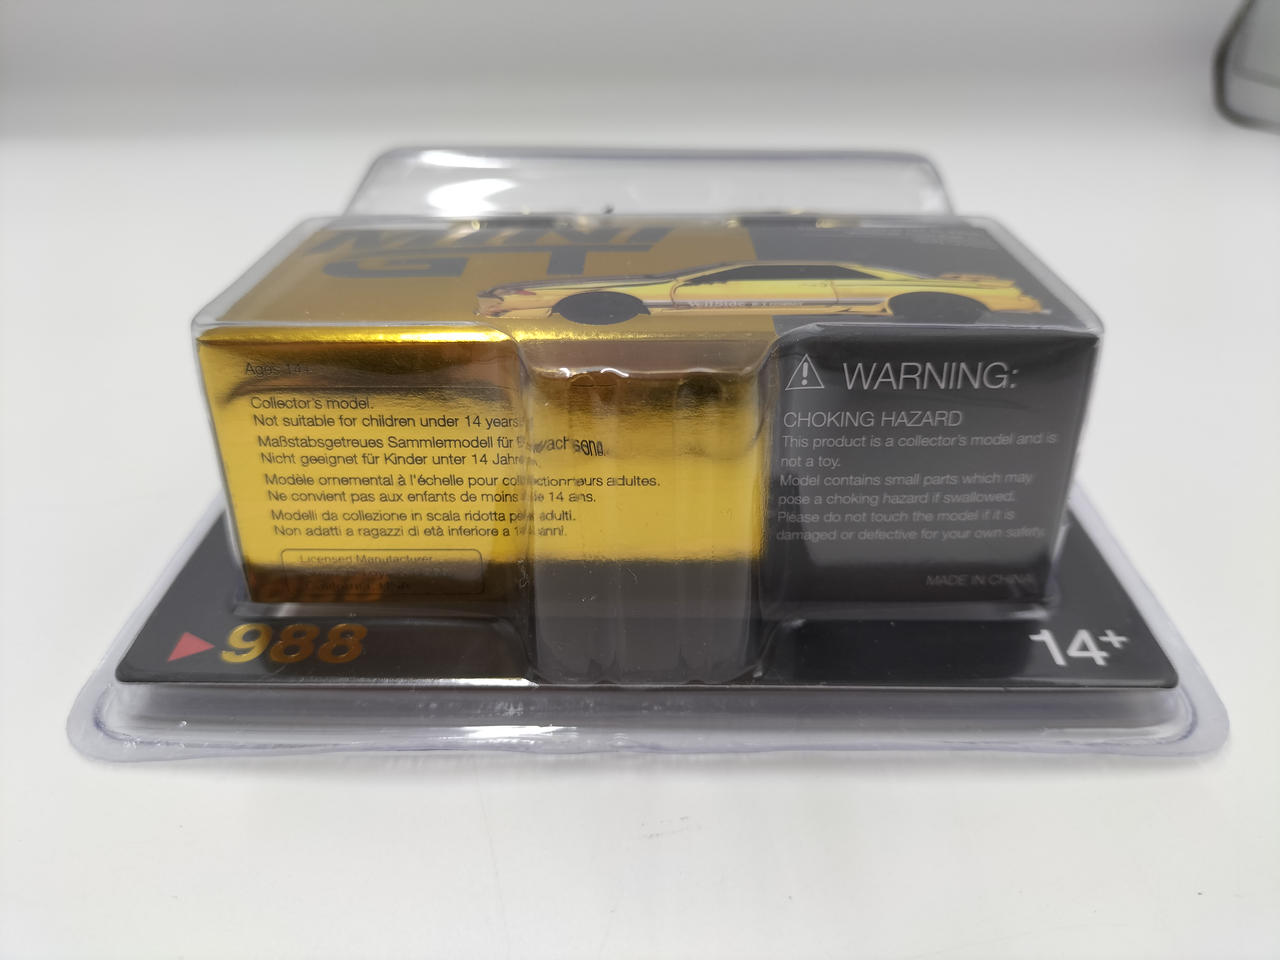 MINI
GT
VeilSide
Ages 14+
Collector's model.
Not suitable for children under 14 years.
Maßstabsgetreues Sammlermodell für Erwachsene.
Nicht geeignet für Kinder unter 14 Jahren.
Modèle ornemental à l'échelle pour collectionneurs adultes.
Ne convient pas aux enfants de moins de 14 ans.
Modelli da collezione in scala ridotta per adulti.
Non adatti a ragazzi di età inferiore a 14 anni.
Licensed Manufacturer
WARNING:
CHOKING HAZARD
This product is a collector's model and is
not a toy.
Model contains small parts which may
pose a choking hazard if swallowed.
Please do not touch the model if it is
damaged or defective for your own safety.
MADE IN CHINA
988
14+